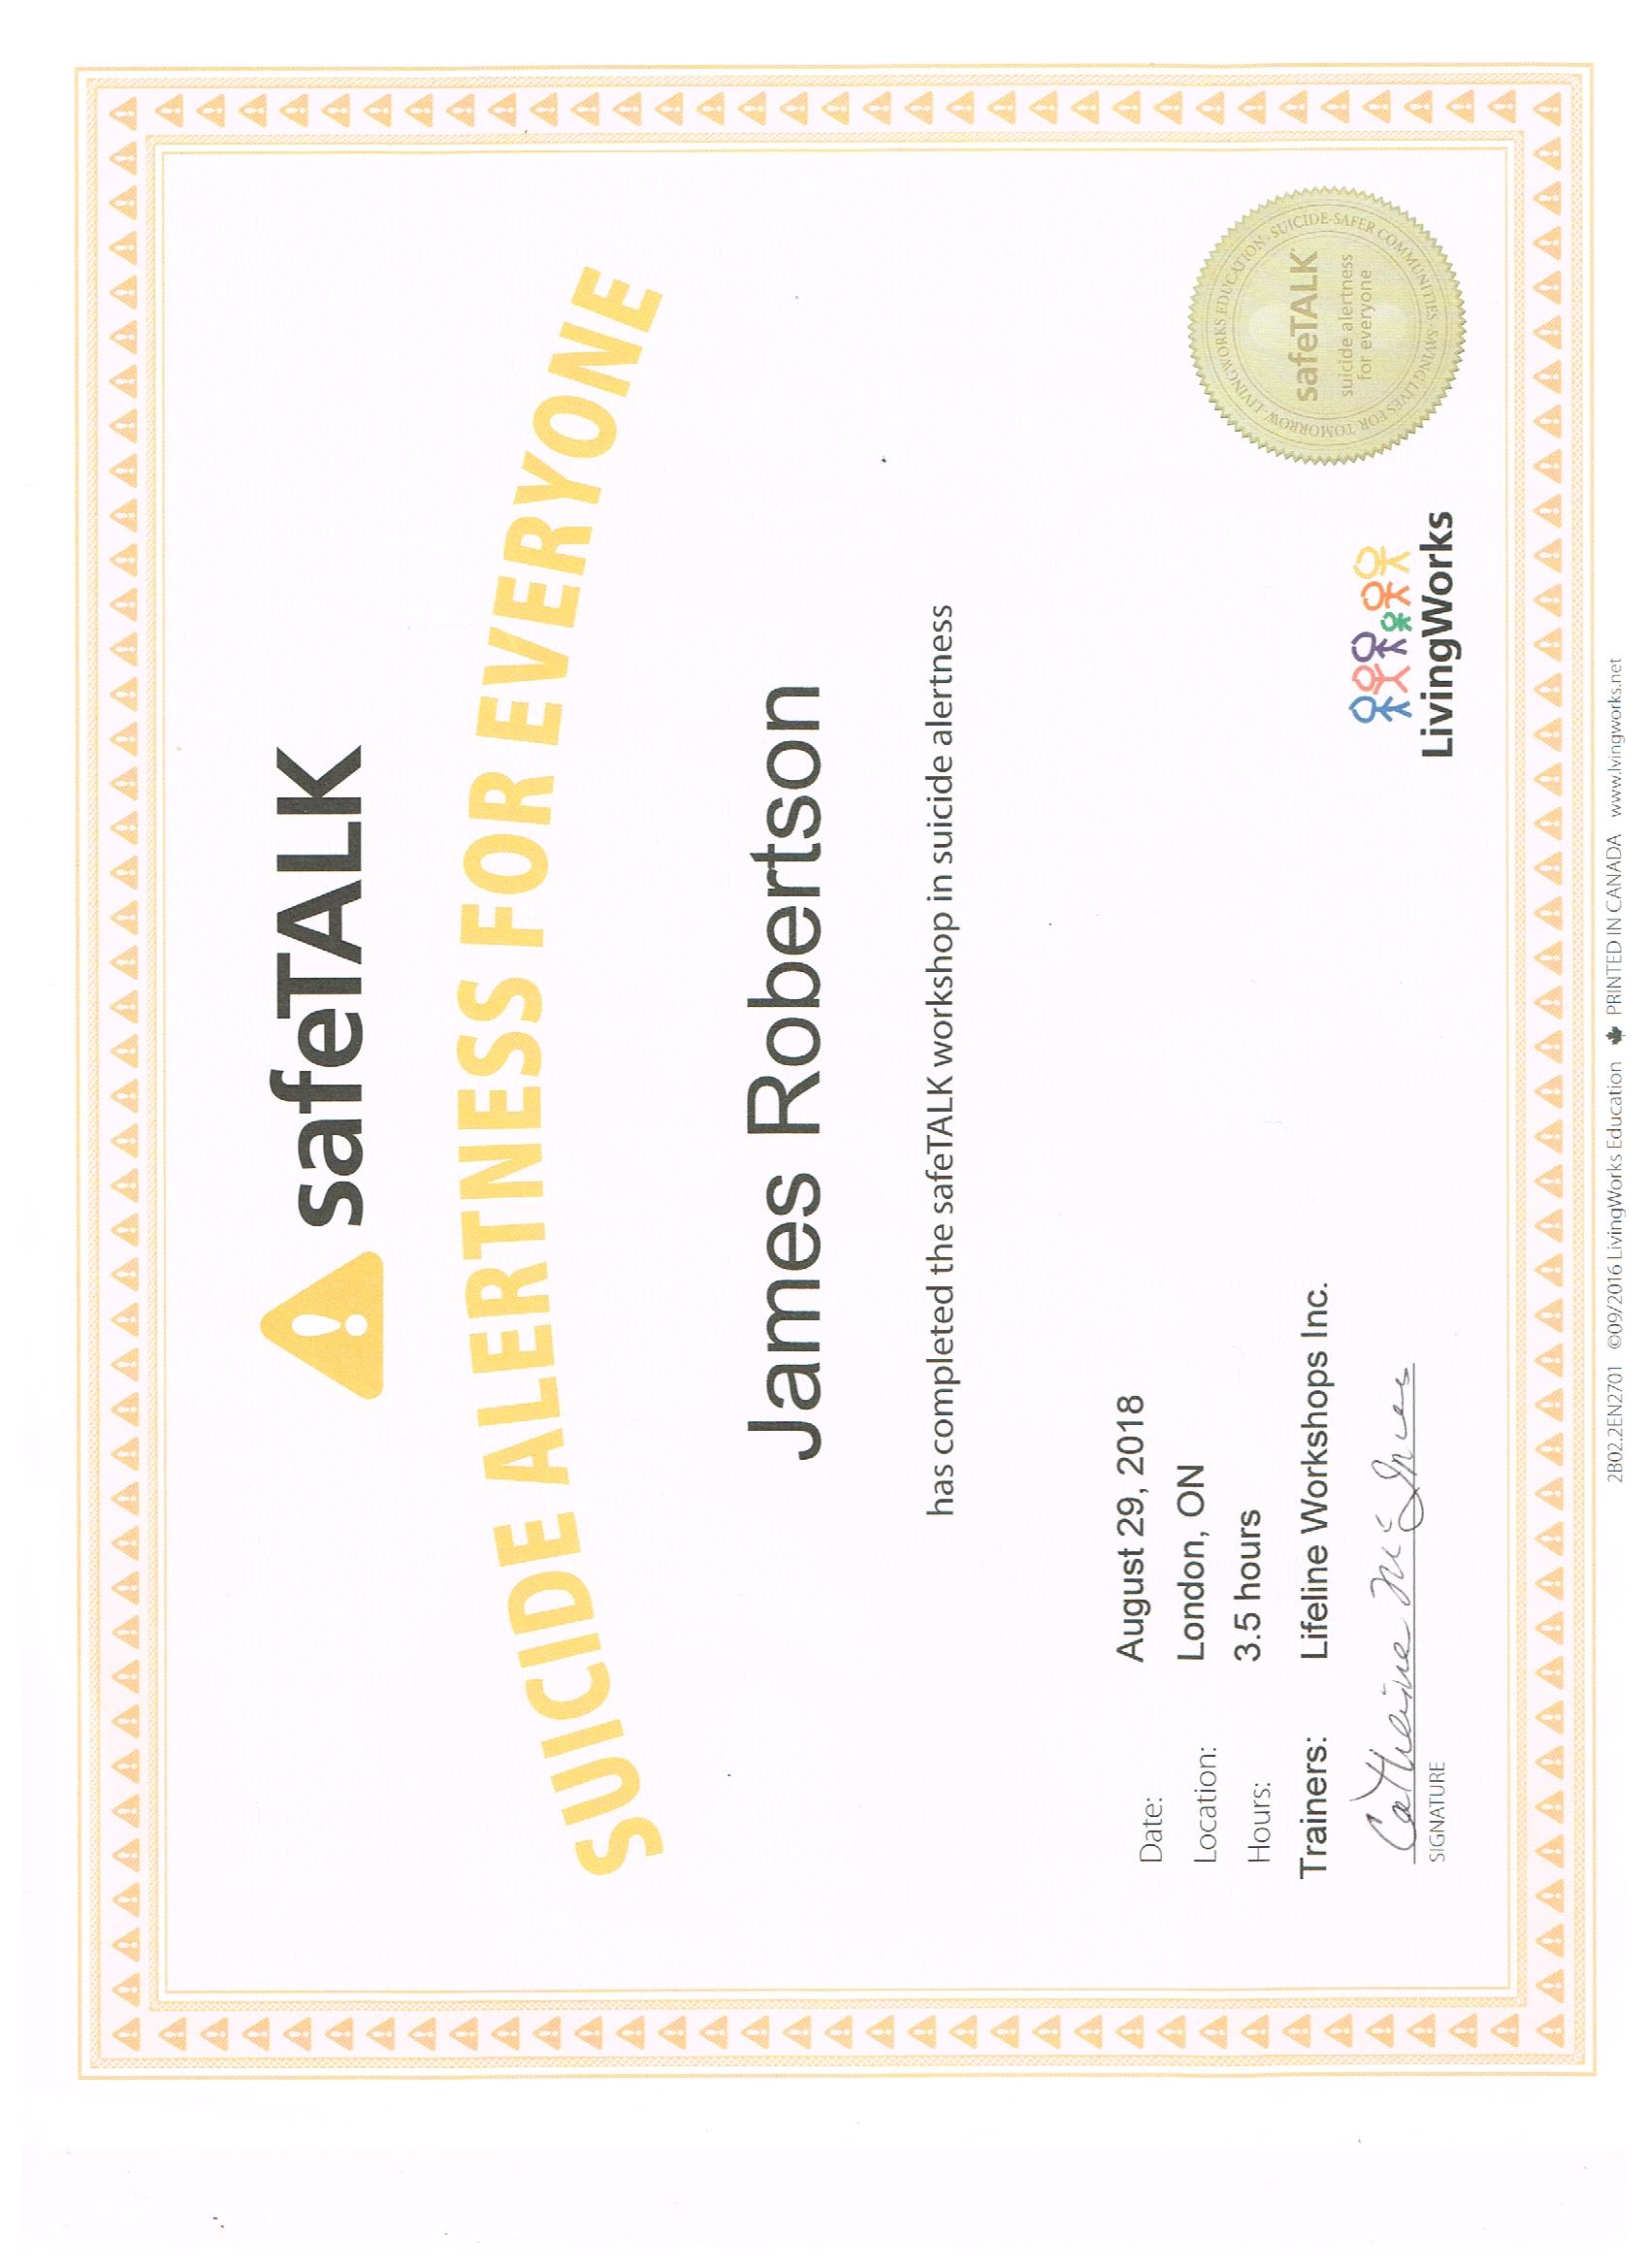 safeTALK
SUICIDE ALERTNESS FOR EVERYONE
James Robertson
has completed the safeTALK workshop in suicide alertness
Date: August 29, 2018
Location: London, ON
Hours: 3.5 hours
Trainers: Lifeline Workshops Inc.
Catherine McInnes
SIGNATURE
LivingWorks
LIVINGWORKS EDUCATION · SUICIDE-SAFER COMMUNITIES · SAVING LIVES FOR TOMORROW ·
safeTALK
suicide alertness
for everyone
2B02.2EN2701 ©09/2016 LivingWorks Education PRINTED IN CANADA www.lvingworks.net